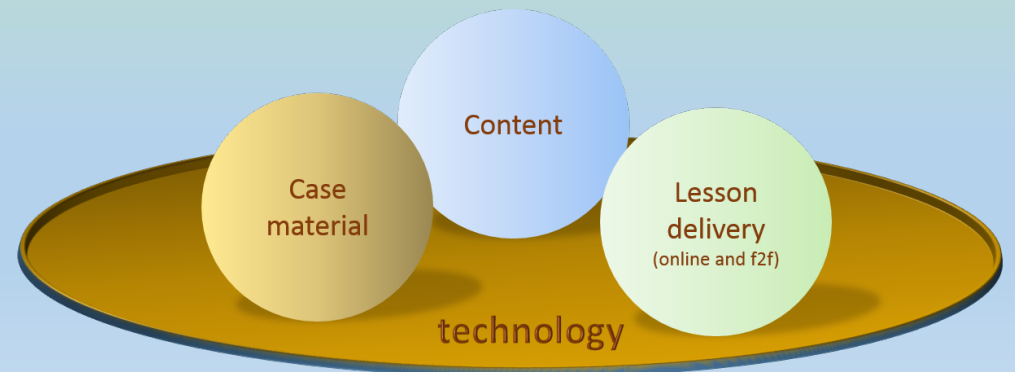 Content
Case
material
Lesson
delivery
(online and f2f)
technology